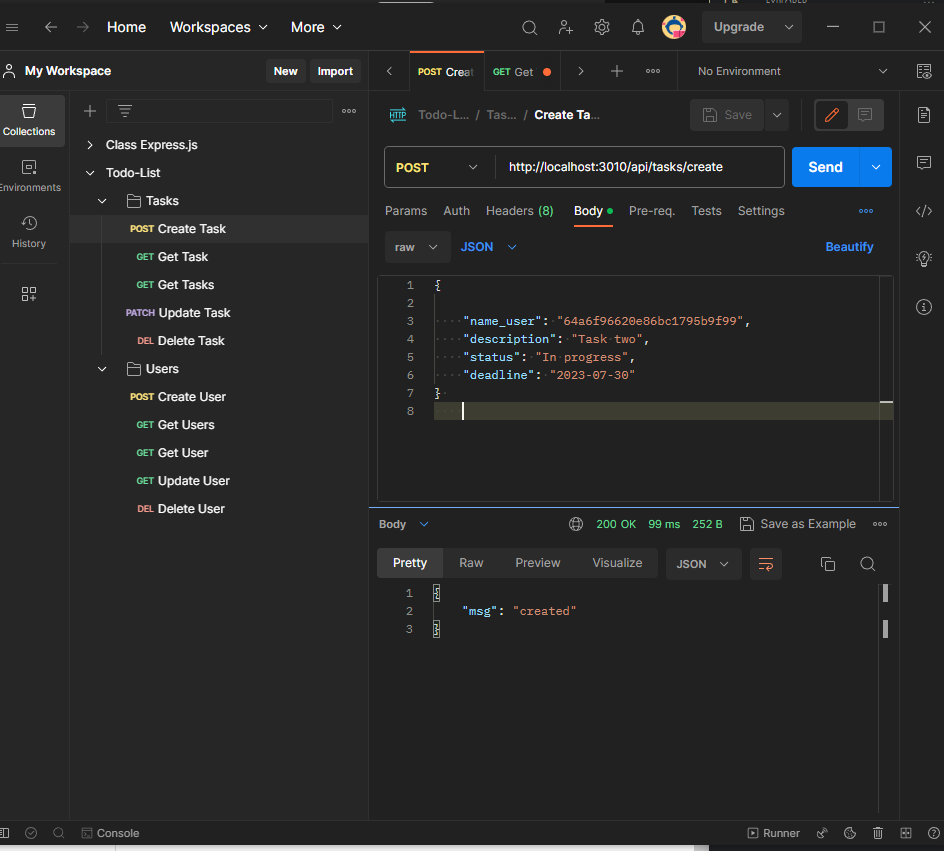 Home Workspaces More Upgrade
My Workspace New Import
POST Crea GET Get No Environment
Collections
Environments
History
Class Express.js
Todo-List
Tasks
POST Create Task
GET Get Task
GET Get Tasks
PATCH Update Task
DEL Delete Task
Users
POST Create User
GET Get Users
GET Get User
GET Update User
DEL Delete User
HTTP Todo-L... / Tas... / Create Ta... Save
POST http://localhost:3010/api/tasks/create Send
Params Auth Headers (8) Body Pre-req. Tests Settings
raw JSON Beautify
1 {
2
3 "name_user": "64a6f96620e86bc1795b9f99",
4 "description": "Task two",
5 "status": "In progress",
6 "deadline": "2023-07-30"
7 }
8
Body 200 OK 99 ms 252 B Save as Example
Pretty Raw Preview Visualize JSON
1 {
2 "msg": "created"
3 }
Console Runner